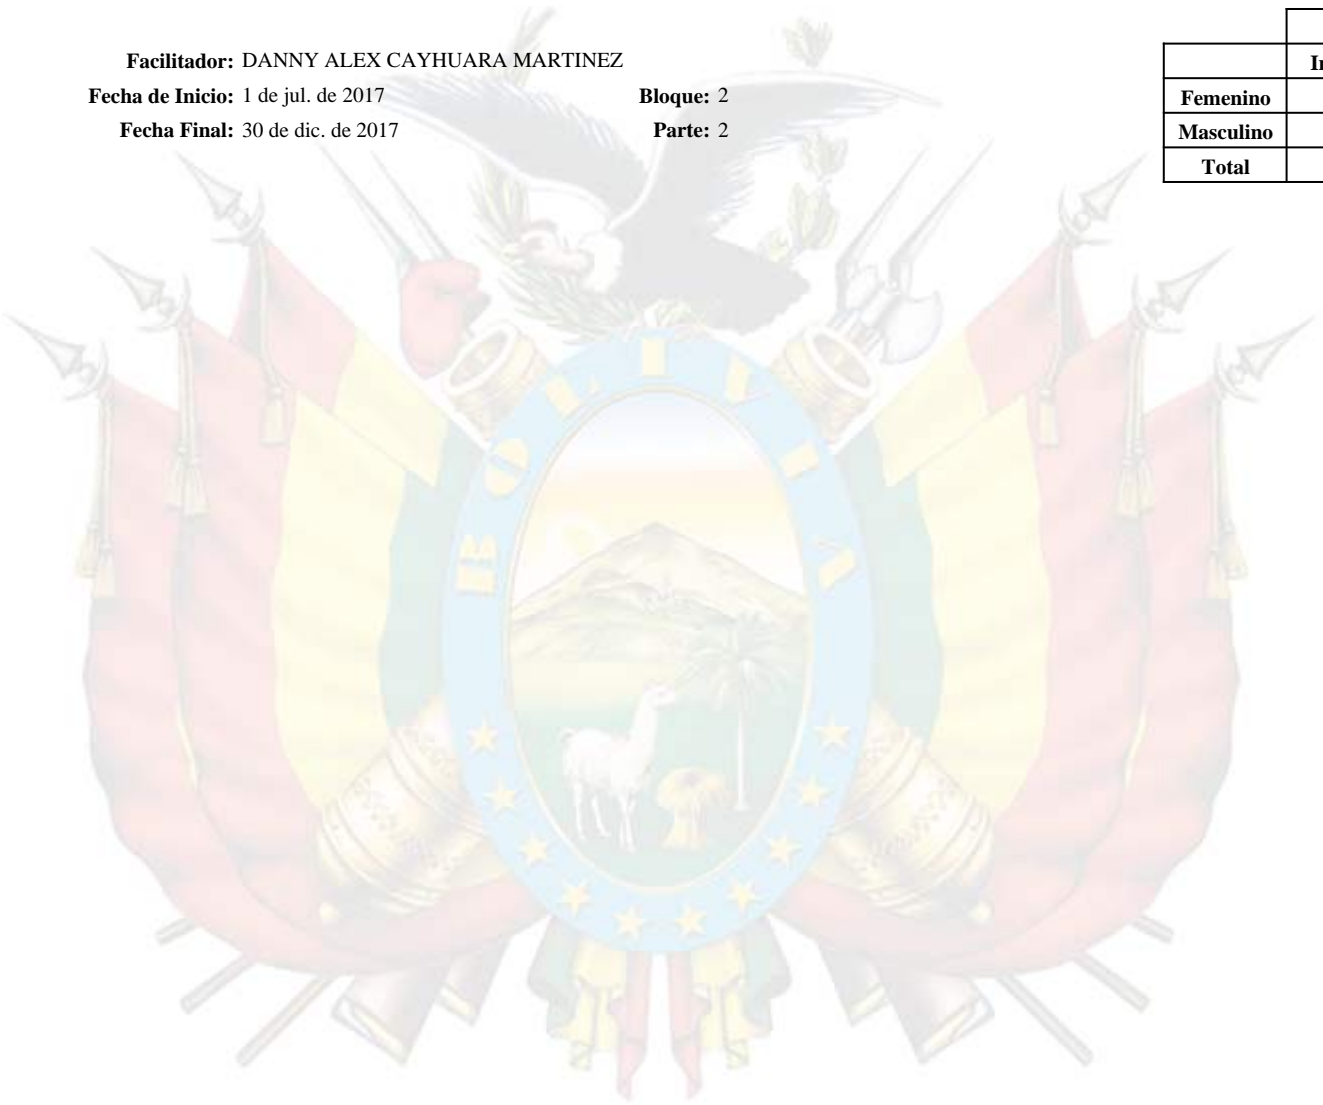 Facilitador: DANNY ALEX CAYHUARA MARTINEZ
Fecha de Inicio: 1 de jul. de 2017 Bloque: 2
Fecha Final: 30 de dic. de 2017 Parte: 2
Femenino
Masculino
Total
BOLIVIA